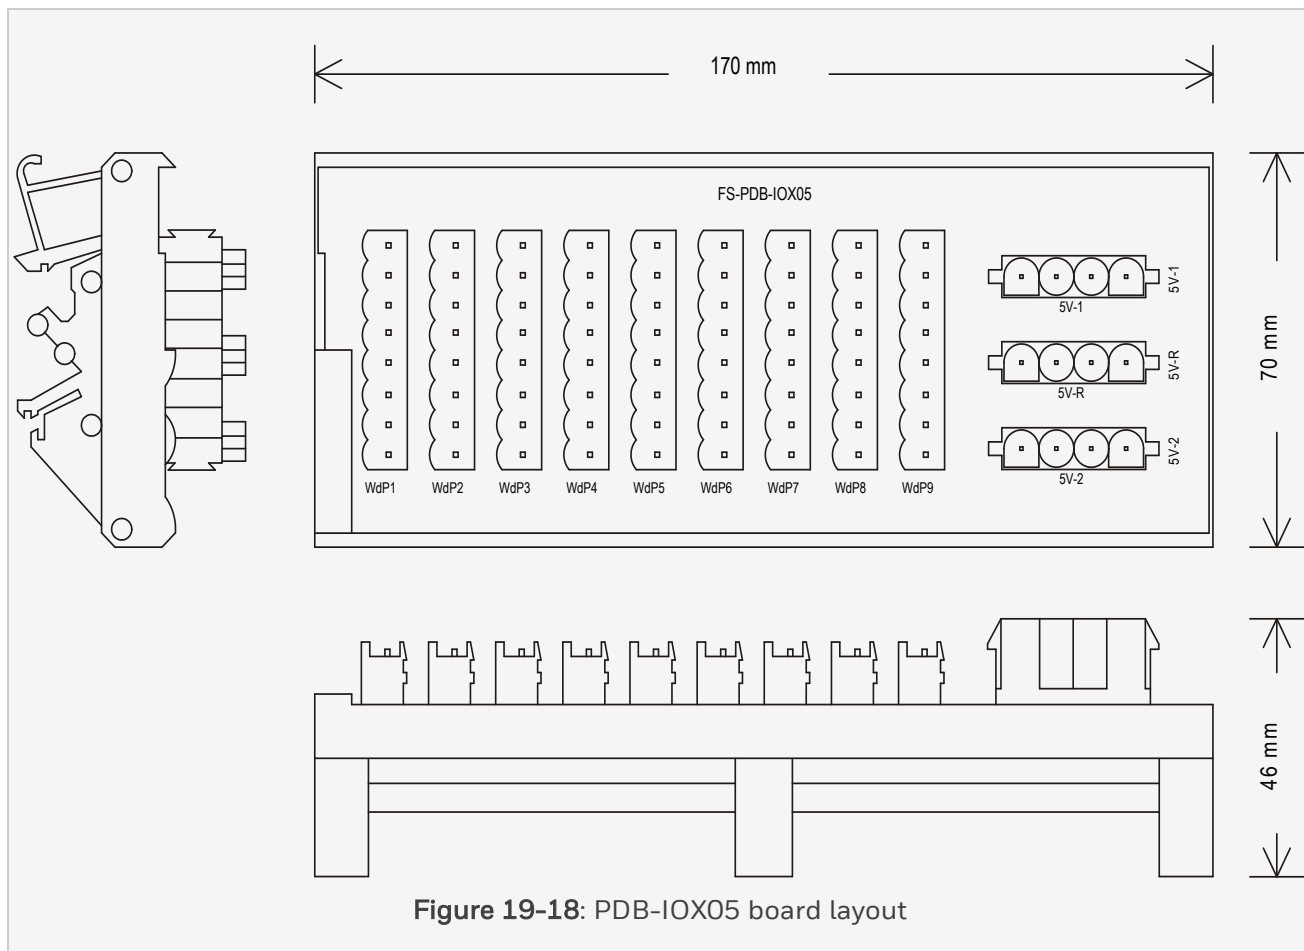 170 mm
FS-PDB-IOX05
5V-1
5V-1
70 mm
5V-R
5V-R
5V-2
5V-2
WdP1 WdP2 WdP3 WdP4 WdP5 WdP6 WdP7 WdP8 WdP9
46 mm
Figure 19-18: PDB-IOX05 board layout